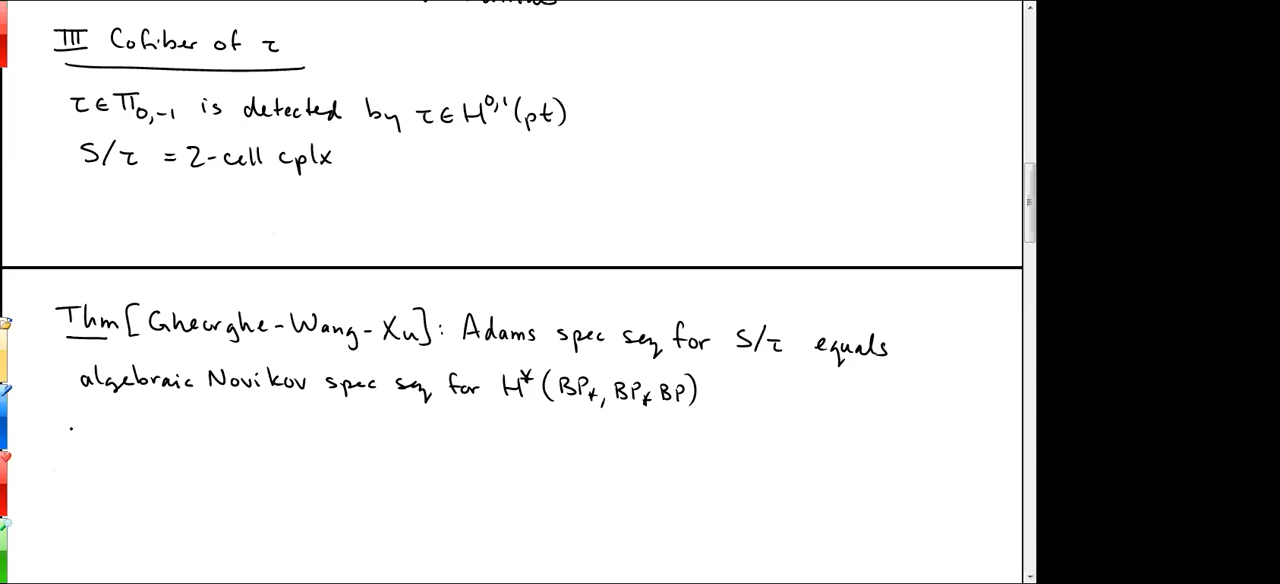 III Cofiber of τ
τ ∈ π₀,₋₁ is detected by τ ∈ H⁰,¹(pt)
S/τ = 2-cell cplx
Thm [Gheorghe-Wang-Xu]: Adams spec seq for S/τ equals
algebraic Novikov spec seq for H*(BP*, BP*BP)